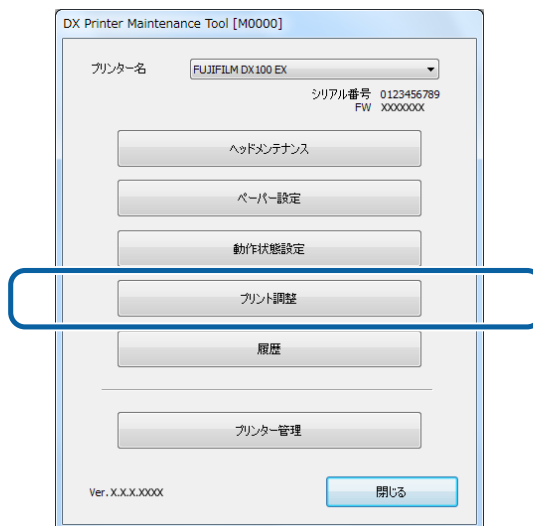 DX Printer Maintenance Tool [M0000]
プリンター名 FUJIFILM DX100 EX
シリアル番号 0123456789
FW XXXXXXX
ヘッドメンテナンス
ペーパー設定
動作状態設定
プリント調整
履歴
プリンター管理
Ver. X.X.X.XXXX 閉じる